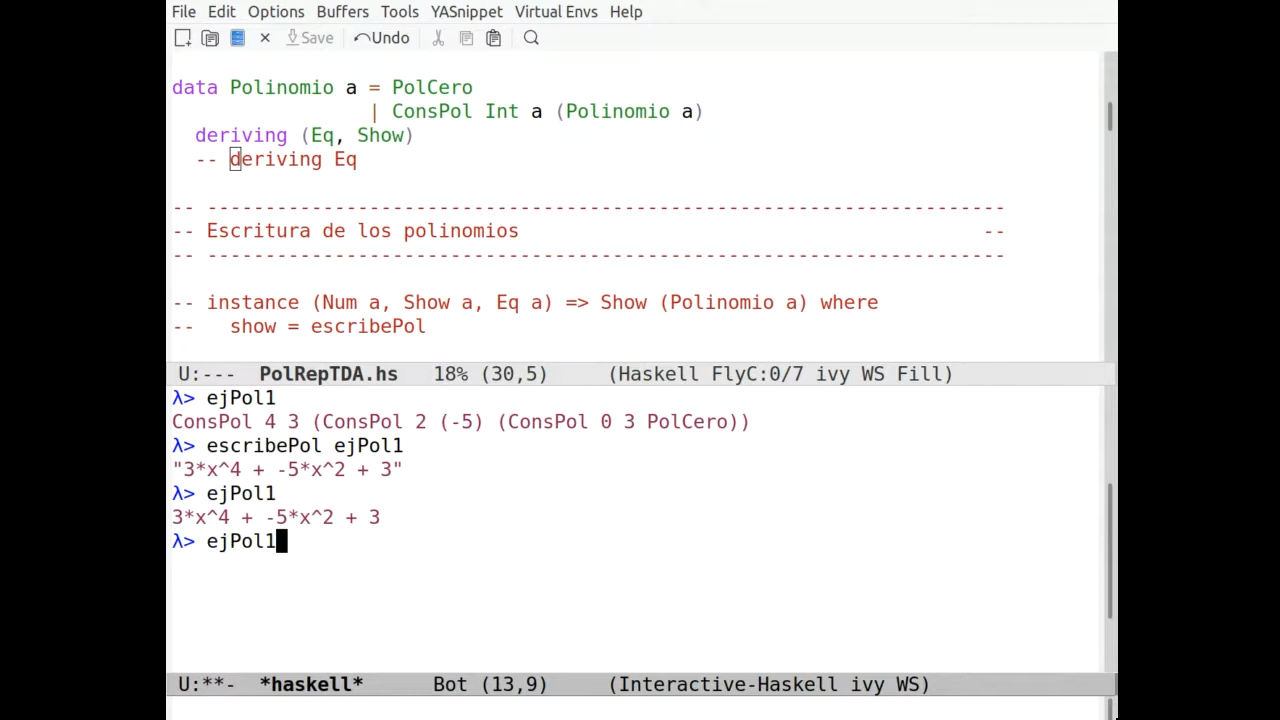 File Edit Options Buffers Tools YASnippet Virtual Envs Help
Save Undo
data Polinomio a = PolCero
| ConsPol Int a (Polinomio a)
deriving (Eq, Show)
-- deriving Eq
-- ---------------------------------------------------------------------
-- Escritura de los polinomios --
-- ---------------------------------------------------------------------
-- instance (Num a, Show a, Eq a) => Show (Polinomio a) where
-- show = escribePol
U:--- PolRepTDA.hs 18% (30,5) (Haskell FlyC:0/7 ivy WS Fill)
λ> ejPol1
ConsPol 4 3 (ConsPol 2 (-5) (ConsPol 0 3 PolCero))
λ> escribePol ejPol1
"3*x^4 + -5*x^2 + 3"
λ> ejPol1
3*x^4 + -5*x^2 + 3
λ> ejPol1
U:**- *haskell* Bot (13,9) (Interactive-Haskell ivy WS)